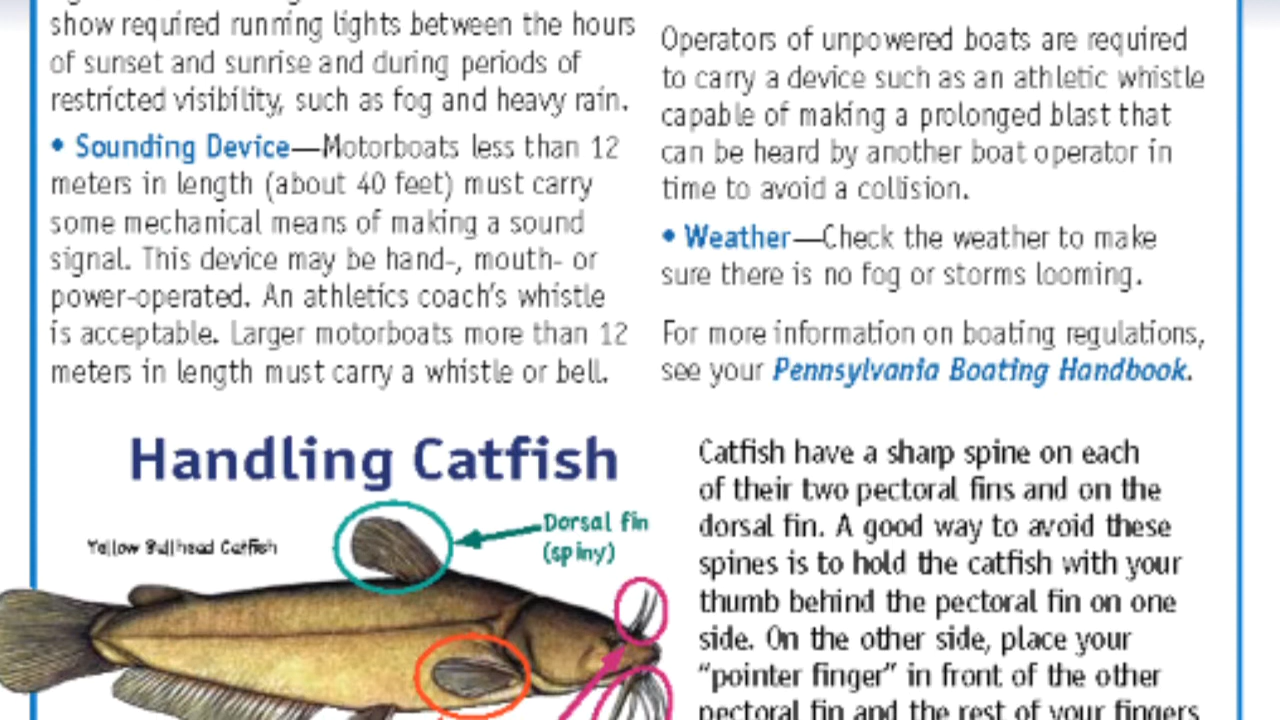 show required running lights between the hours
of sunset and sunrise and during periods of
restricted visibility, such as fog and heavy rain.
• Sounding Device—Motorboats less than 12
meters in length (about 40 feet) must carry
some mechanical means of making a sound
signal. This device may be hand-, mouth- or
power-operated. An athletics coach's whistle
is acceptable. Larger motorboats more than 12
meters in length must carry a whistle or bell.
Operators of unpowered boats are required
to carry a device such as an athletic whistle
capable of making a prolonged blast that
can be heard by another boat operator in
time to avoid a collision.
• Weather—Check the weather to make
sure there is no fog or storms looming.
For more information on boating regulations,
see your Pennsylvania Boating Handbook.
Handling Catfish
Yellow Bullhead Catfish
Dorsal fin
(spiny)
Catfish have a sharp spine on each
of their two pectoral fins and on the
dorsal fin. A good way to avoid these
spines is to hold the catfish with your
thumb behind the pectoral fin on one
side. On the other side, place your
"pointer finger" in front of the other
pectoral fin and the rest of your fingers